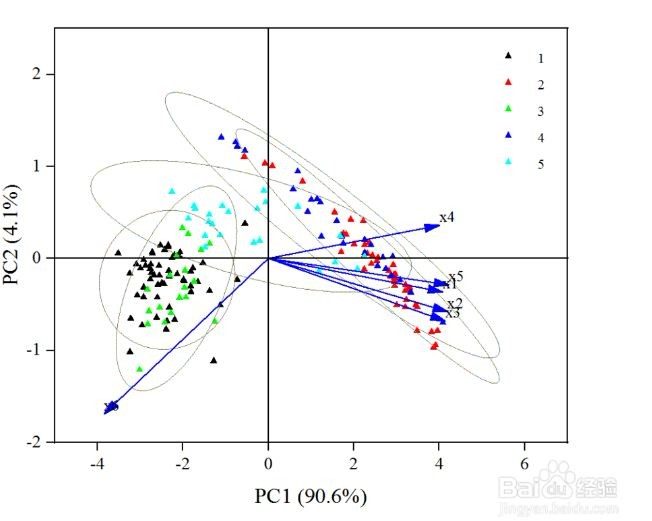 1
2
3
4
5
x4
x5
x1
x2
x3
2
1
0
-1
-2
-4
-2
0
2
4
6
PC2 (4.1%)
PC1 (90.6%)
Baidu 经验
jingyan.baidu.com